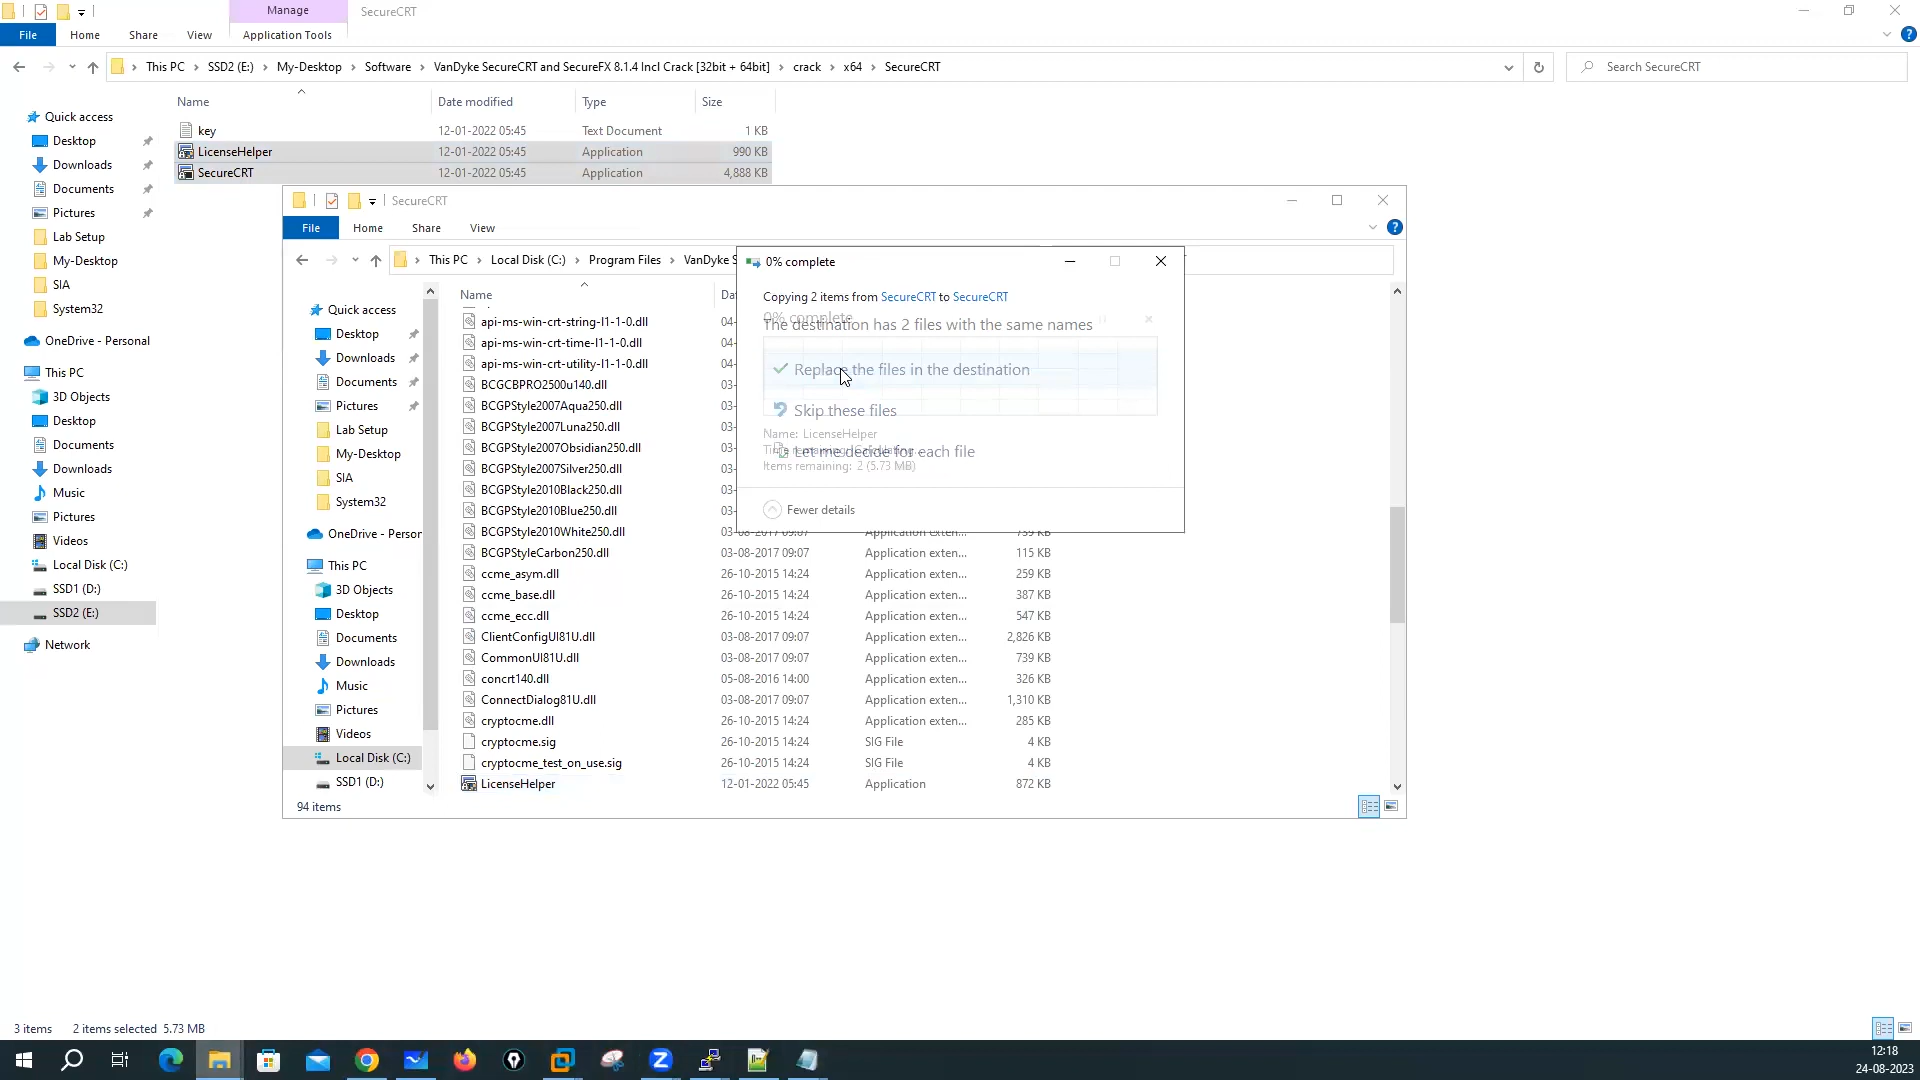 Manage
SecureCRT
File
Home
Share
View
Application Tools
This PC
SSD2 (E:)
My-Desktop
Software
VanDyke SecureCRT and SecureFX 8.1.4 Incl Crack [32bit + 64bit]
crack
x64
SecureCRT
Search SecureCRT
Name
Date modified
Type
Size
key 12-01-2022 05:45 Text Document 1 KB
LicenseHelper 12-01-2022 05:45 Application 990 KB
SecureCRT 12-01-2022 05:45 Application 4,888 KB
Quick access
Desktop
Downloads
Documents
Pictures
Lab Setup
My-Desktop
SIA
System32
OneDrive - Personal
This PC
3D Objects
Desktop
Documents
Downloads
Music
Pictures
Videos
Local Disk (C:)
SSD1 (D:)
SSD2 (E:)
Network
SecureCRT
File
Home
Share
View
This PC
Local Disk (C:)
Program Files
VanDyke S
Name
Da
Quick access
Desktop
Downloads
Documents
Pictures
Lab Setup
My-Desktop
SIA
System32
OneDrive - Person
This PC
3D Objects
Desktop
Documents
Downloads
Music
Pictures
Videos
Local Disk (C:)
SSD1 (D:)
api-ms-win-crt-string-l1-1-0.dll 04-
api-ms-win-crt-time-l1-1-0.dll 04-
api-ms-win-crt-utility-l1-1-0.dll 04-
BCGCBPRO2500u140.dll 03-
BCGPStyle2007Aqua250.dll 03-
BCGPStyle2007Luna250.dll 03-
BCGPStyle2007Obsidian250.dll 03-
BCGPStyle2007Silver250.dll 03-
BCGPStyle2010Black250.dll 03-
BCGPStyle2010Blue250.dll 03-
BCGPStyle2010White250.dll 03-08-2017 09:07 Application exten... 759 KB
BCGPStyleCarbon250.dll 03-08-2017 09:07 Application exten... 115 KB
ccme_asym.dll 26-10-2015 14:24 Application exten... 259 KB
ccme_base.dll 26-10-2015 14:24 Application exten... 387 KB
ccme_ecc.dll 26-10-2015 14:24 Application exten... 547 KB
ClientConfigUI81U.dll 03-08-2017 09:07 Application exten... 2,826 KB
CommonUI81U.dll 03-08-2017 09:07 Application exten... 739 KB
concrt140.dll 05-08-2016 14:00 Application exten... 326 KB
ConnectDialog81U.dll 03-08-2017 09:07 Application exten... 1,310 KB
cryptocme.dll 26-10-2015 14:24 Application exten... 285 KB
cryptocme.sig 26-10-2015 14:24 SIG File 4 KB
cryptocme_test_on_use.sig 26-10-2015 14:24 SIG File 4 KB
LicenseHelper 12-01-2022 05:45 Application 872 KB
94 items
0% complete
Copying 2 items from SecureCRT to SecureCRT
0% complete
The destination has 2 files with the same names
Replace the files in the destination
Skip these files
Name: LicenseHelper
Time remaining: Calculating...
Let me decide for each file
Items remaining: 2 (5.73 MB)
Fewer details
3 items
2 items selected 5.73 MB
12:18
24-08-2023